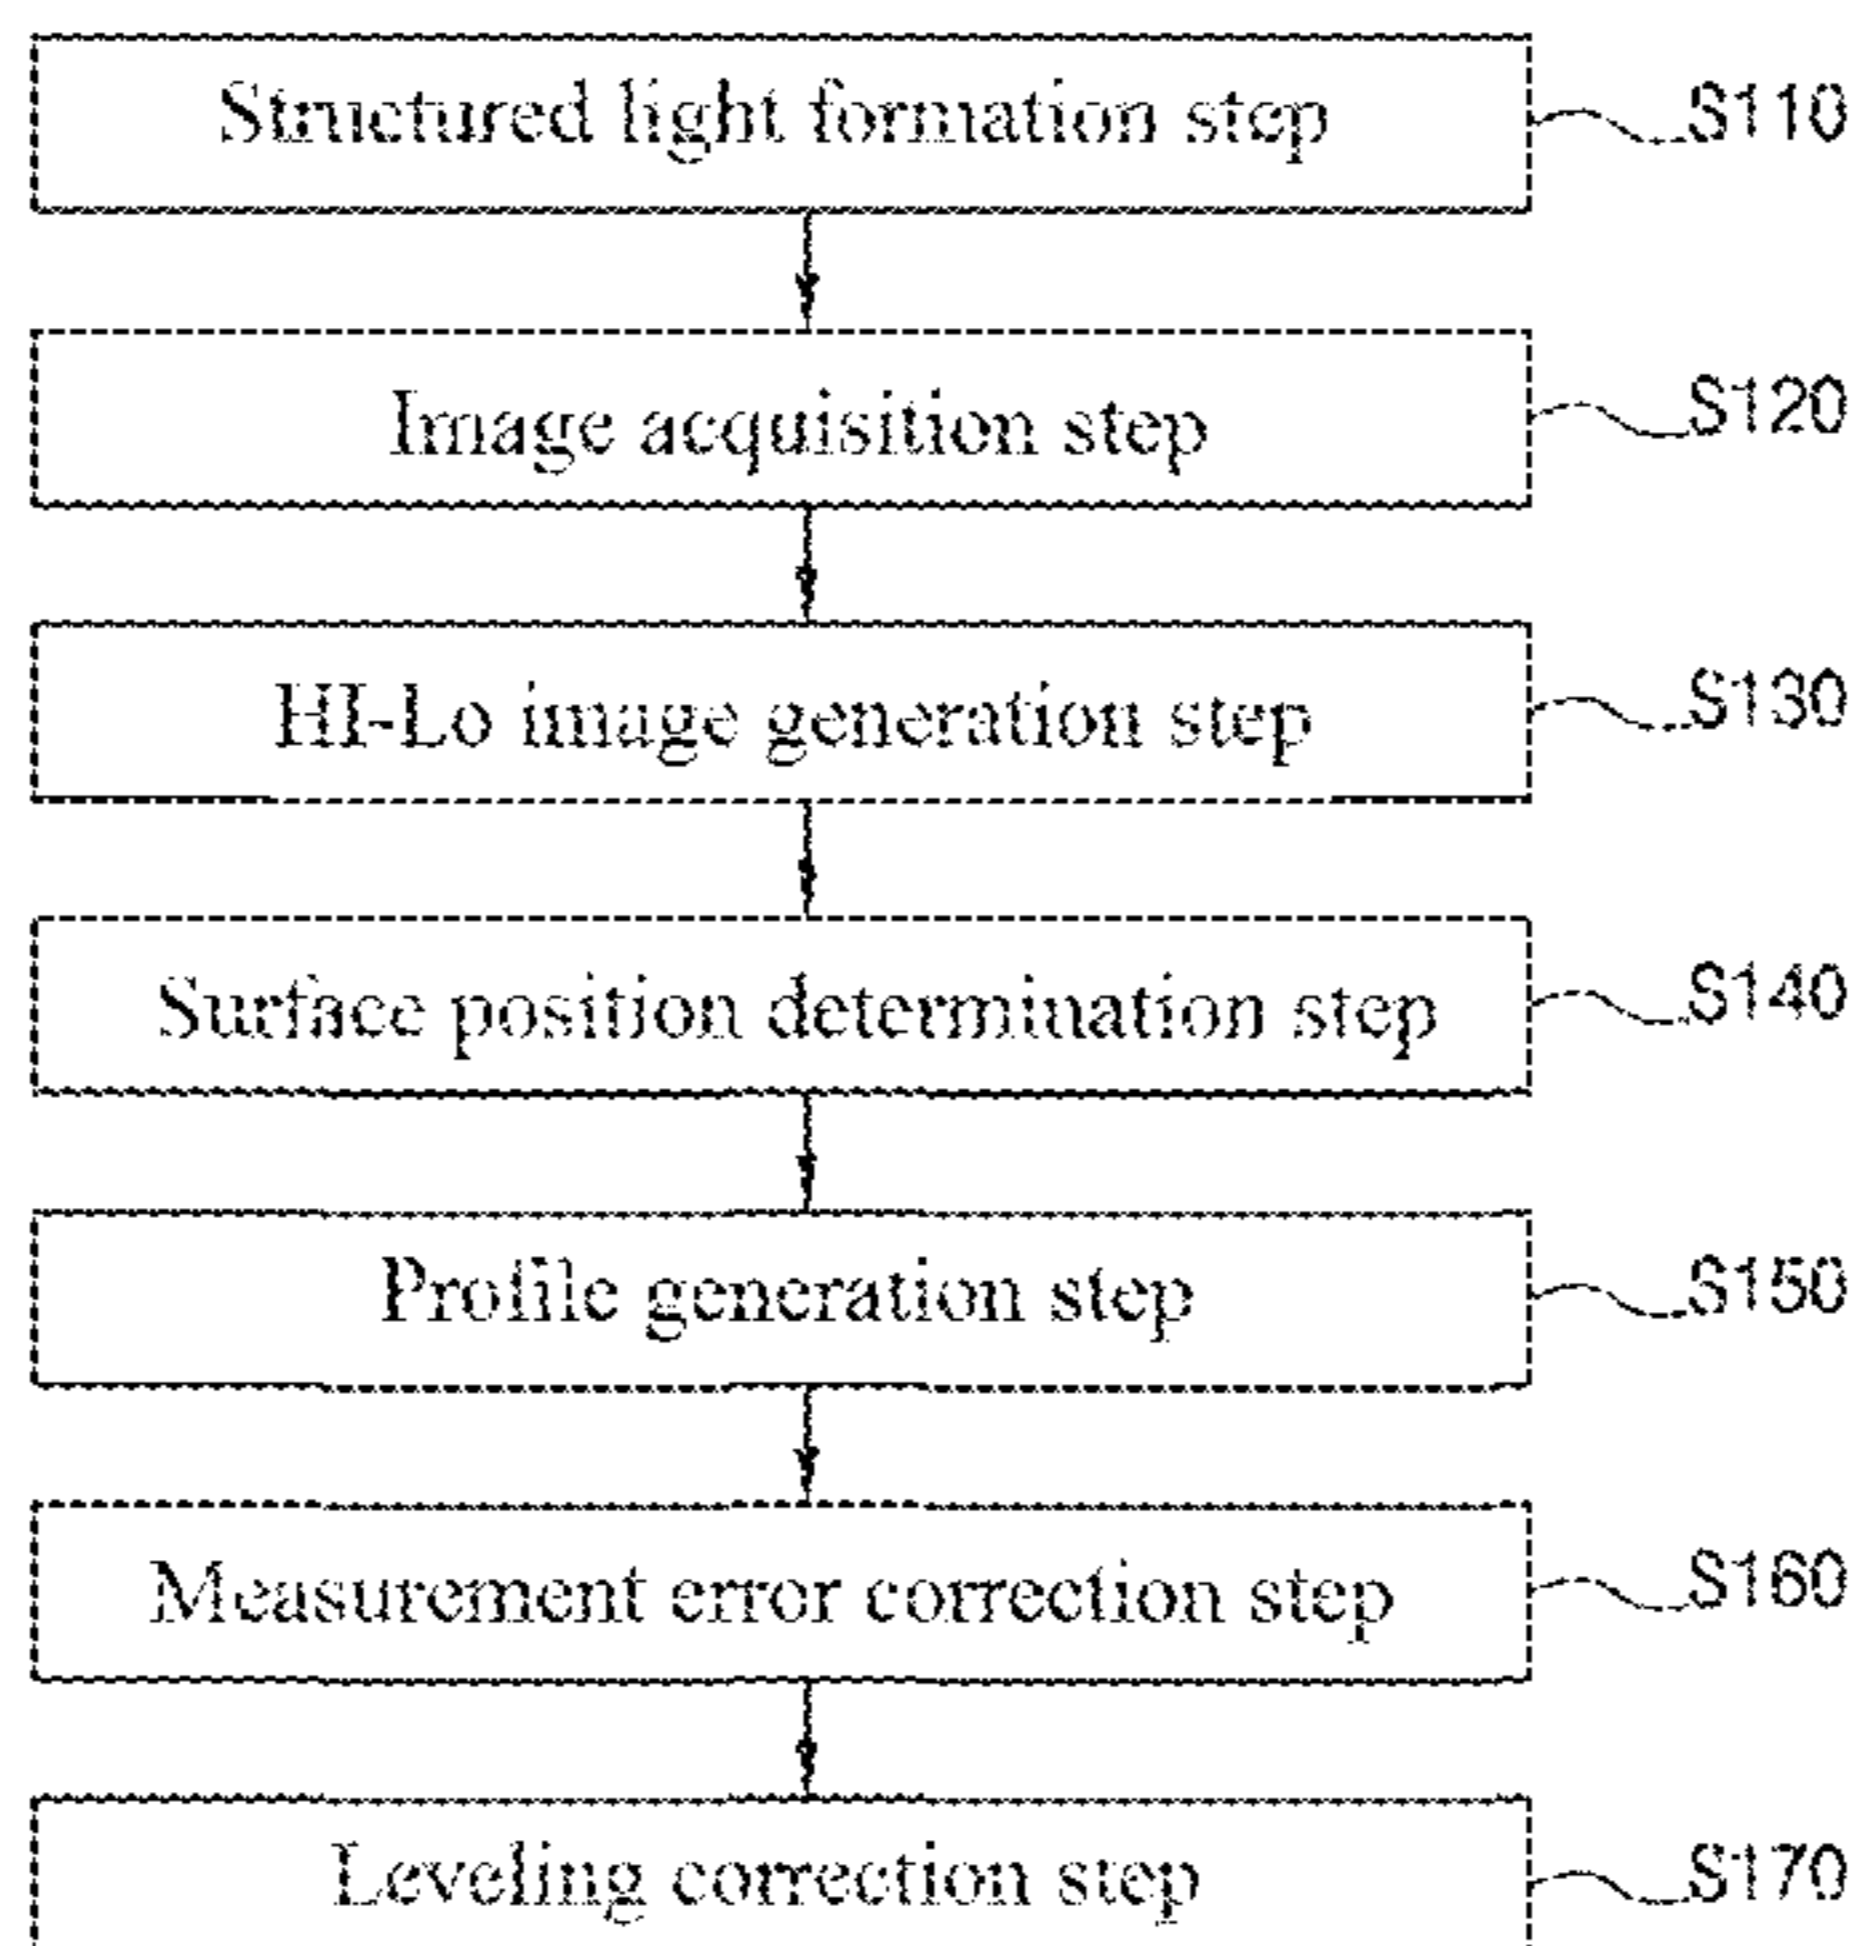 Structured light formation step
S110
Image acquisition step
S120
HI-Lo image generation step
S130
Surface position determination step
S140
Profile generation step
S150
Measurement error correction step
S160
Leveling correction step
S170